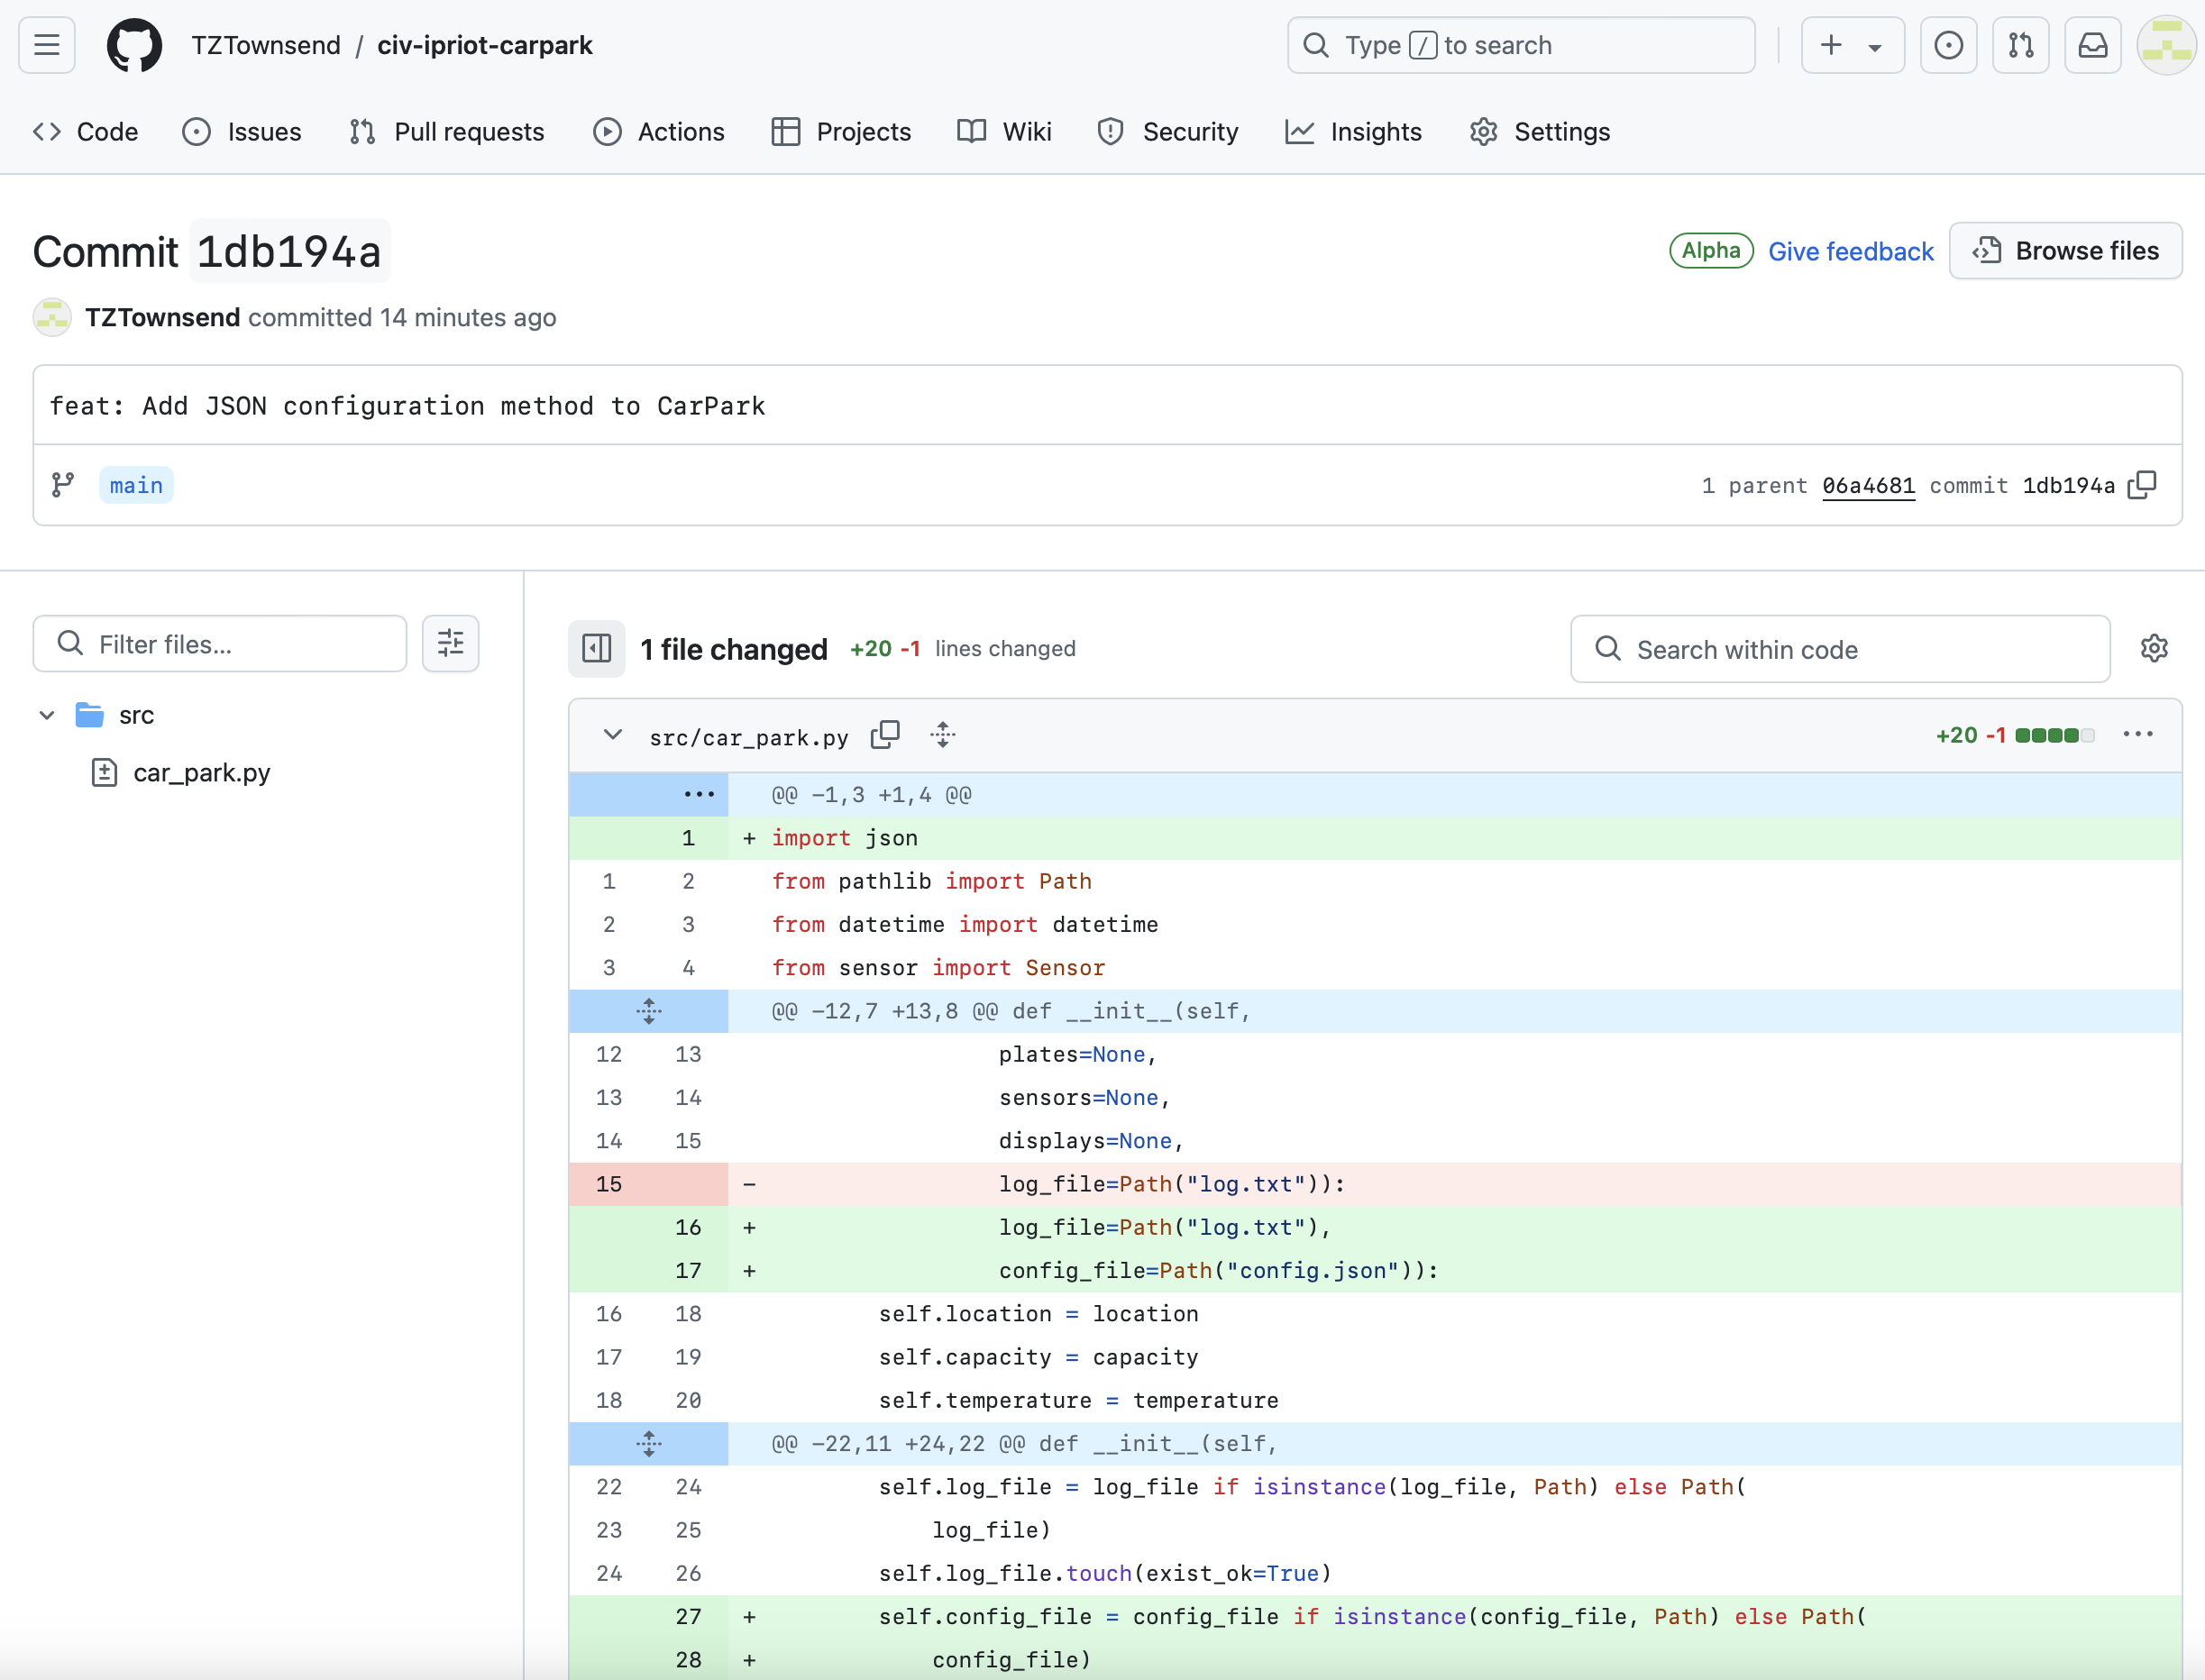 TZTownsend / civ-ipriot-carpark
Type / to search
Code
Issues
Pull requests
Actions
Projects
Wiki
Security
Insights
Settings
Commit 1db194a
Alpha
Give feedback
Browse files
TZTownsend committed 14 minutes ago
feat: Add JSON configuration method to CarPark
main
1 parent 06a4681 commit 1db194a
Filter files...
src
car_park.py
1 file changed +20 -1 lines changed
Search within code
src/car_park.py
+20 -1
@@ -1,3 +1,4 @@
1 + import json
1 2 from pathlib import Path
2 3 from datetime import datetime
3 4 from sensor import Sensor
@@ -12,7 +13,8 @@ def __init__(self,
12 13 plates=None,
13 14 sensors=None,
14 15 displays=None,
15 - log_file=Path("log.txt")):
16 + log_file=Path("log.txt"),
17 + config_file=Path("config.json")):
16 18 self.location = location
17 19 self.capacity = capacity
18 20 self.temperature = temperature
@@ -22,11 +24,22 @@ def __init__(self,
22 24 self.log_file = log_file if isinstance(log_file, Path) else Path(
23 25 log_file)
24 26 self.log_file.touch(exist_ok=True)
27 + self.config_file = config_file if isinstance(config_file, Path) else Path(
28 + config_file)